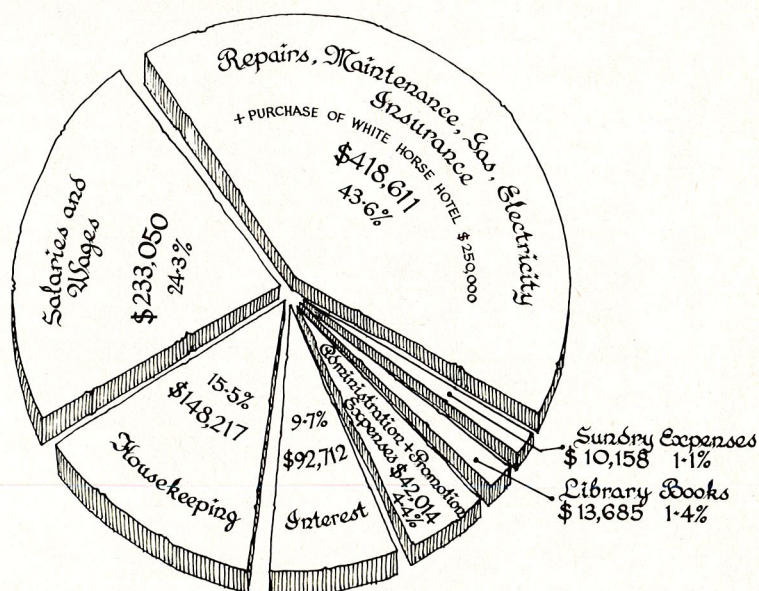 Repairs, Maintenance, Gas, Electricity
Insurance
+ PURCHASE OF WHITE HORSE HOTEL $250,000
$418,611
43·6%
Salaries and
Wages
$233,050
24·3%
15·5%
$148,217
Housekeeping
9·7%
$92,712
Interest
Administration + Promotion
Expenses $42,014
4·4%
Sundry Expenses
$10,158 1·1%
Library Books
$13,685 1·4%